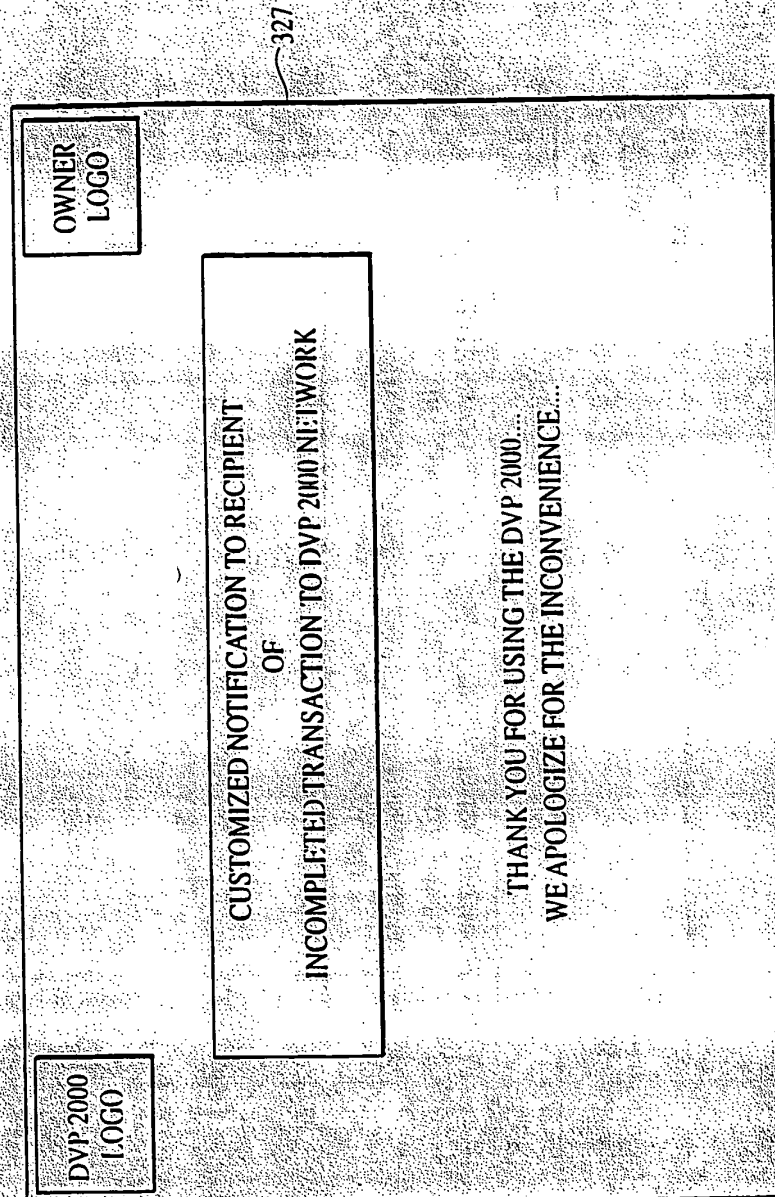 DVP 2000
LOGO
OWNER
LOGO
CUSTOMIZED NOTIFICATION TO RECIPIENT
OF
INCOMPLETED TRANSACTION TO DVP 2000 NETWORK
THANK YOU FOR USING THE DVP 2000....
WE APOLOGIZE FOR THE INCONVENIENCE...
327